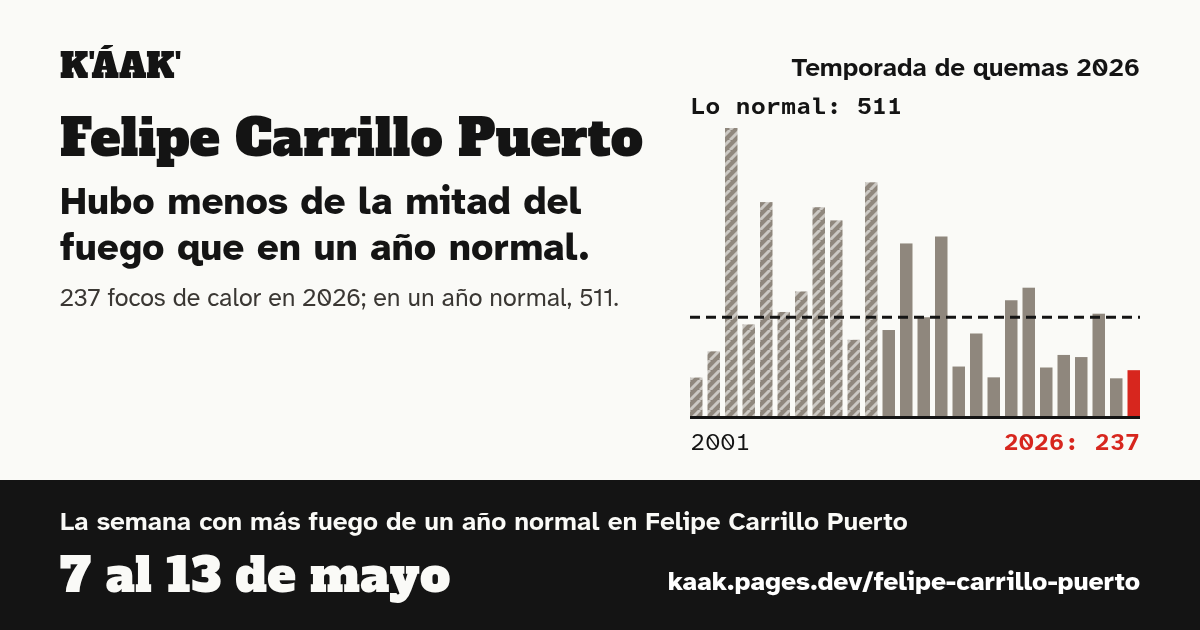 K'ÁAK'
Felipe Carrillo Puerto
Hubo menos de la mitad del
fuego que en un año normal.
237 focos de calor en 2026; en un año normal, 511.
Temporada de quemas 2026
Lo normal: 511
2001
2026: 237
La semana con más fuego de un año normal en Felipe Carrillo Puerto
7 al 13 de mayo
kaak.pages.dev/felipe-carrillo-puerto